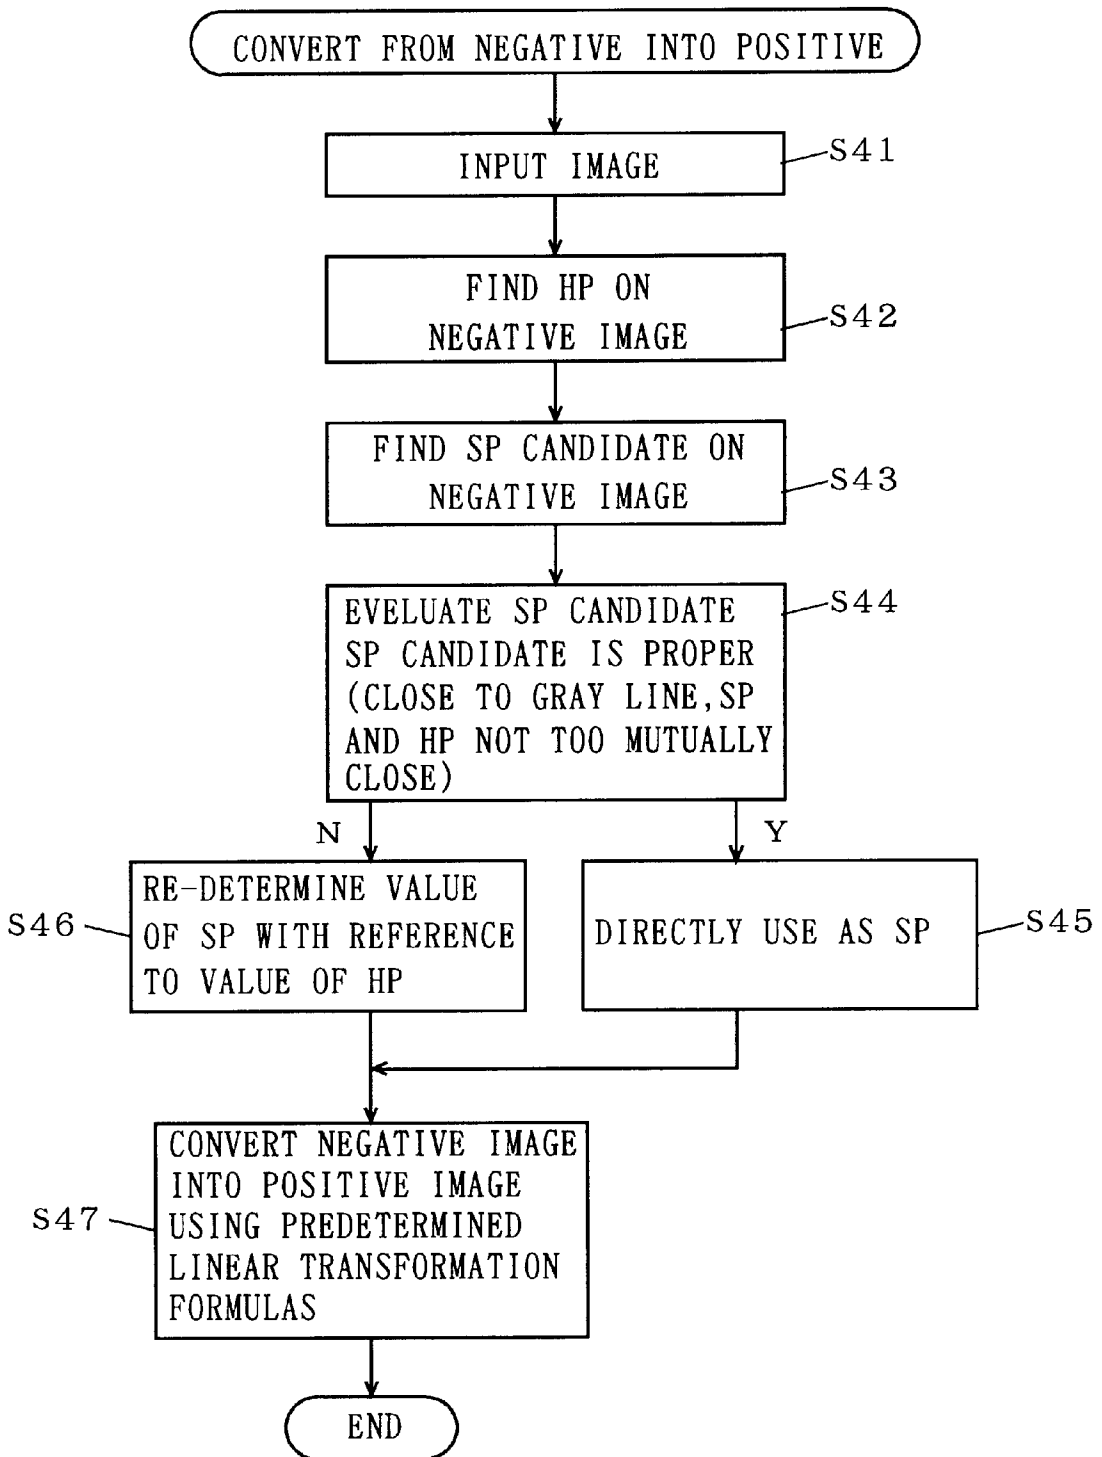 CONVERT FROM NEGATIVE INTO POSITIVE
INPUT IMAGE
S41
FIND HP ON
NEGATIVE IMAGE
S42
FIND SP CANDIDATE ON
NEGATIVE IMAGE
S43
EVELUATE SP CANDIDATE
SP CANDIDATE IS PROPER
(CLOSE TO GRAY LINE,SP
AND HP NOT TOO MUTUALLY
CLOSE)
S44
N
Y
S46
RE-DETERMINE VALUE
OF SP WITH REFERENCE
TO VALUE OF HP
DIRECTLY USE AS SP
S45
S47
CONVERT NEGATIVE IMAGE
INTO POSITIVE IMAGE
USING PREDETERMINED
LINEAR TRANSFORMATION
FORMULAS
END